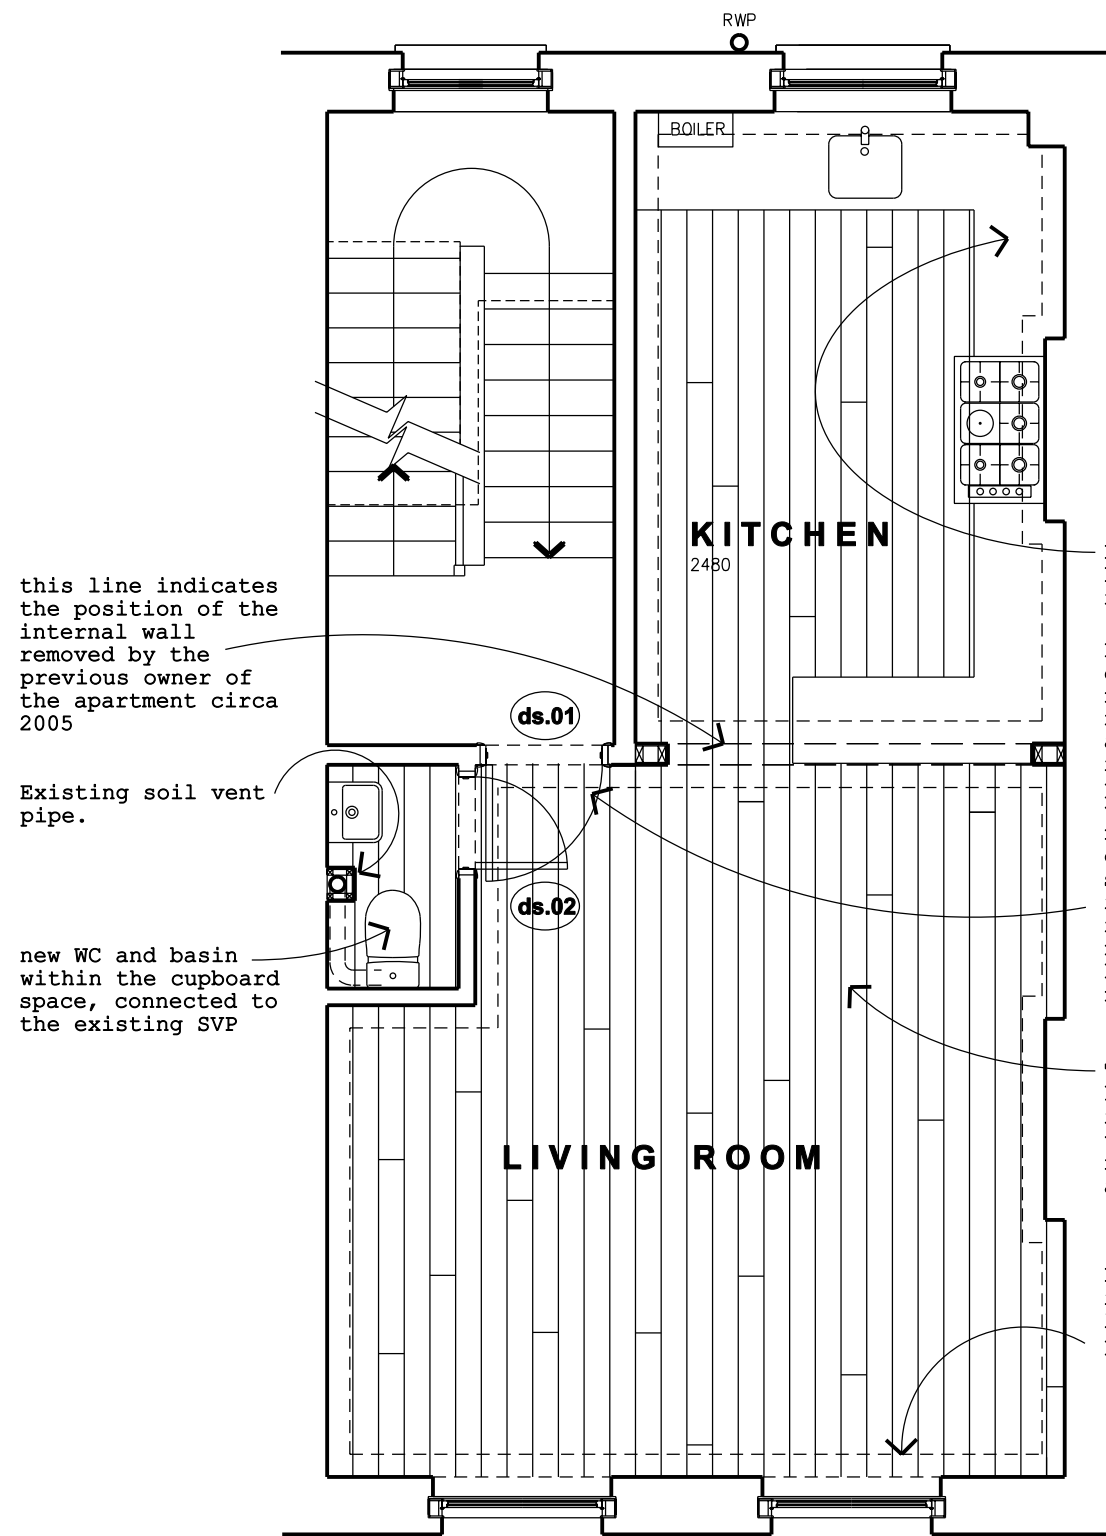 RWP
BOILER
KITCHEN
2480
this line indicates
the position of the
internal wall
removed by the
previous owner of
the apartment circa
2005
ds.01
Existing soil vent
pipe.
ds.02
new WC and basin
within the cupboard
space, connected to
the existing SVP
LIVING ROOM